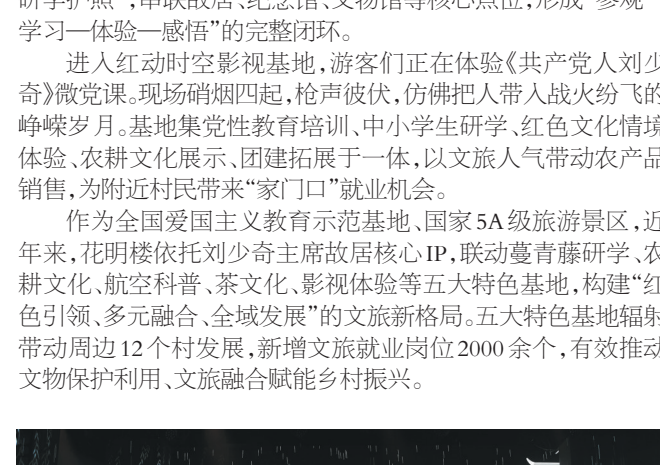 研学护照”，串联故居、纪念馆、文物馆等核心点位，形成“参观—
学习—体验—感悟”的完整闭环。
进入红动时空影视基地，游客们正在体验《共产党人刘少
奇》微党课。现场硝烟四起，枪声彼伏，仿佛把人带入战火纷飞的
峥嵘岁月。基地集党性教育培训、中小学生研学、红色文化情境
体验、农耕文化展示、团建拓展于一体，以文旅人气带动农产品
销售，为附近村民带来“家门口”就业机会。
作为全国爱国主义教育示范基地、国家5A级旅游景区，近
年来，花明楼依托刘少奇主席故居核心IP，联动蔓青藤研学、农
耕文化、航空科普、茶文化、影视体验等五大特色基地，构建“红
色引领、多元融合、全域发展”的文旅新格局。五大特色基地辐射
带动周边12个村发展，新增文旅就业岗位2000余个，有效推动
文物保护利用、文旅融合赋能乡村振兴。